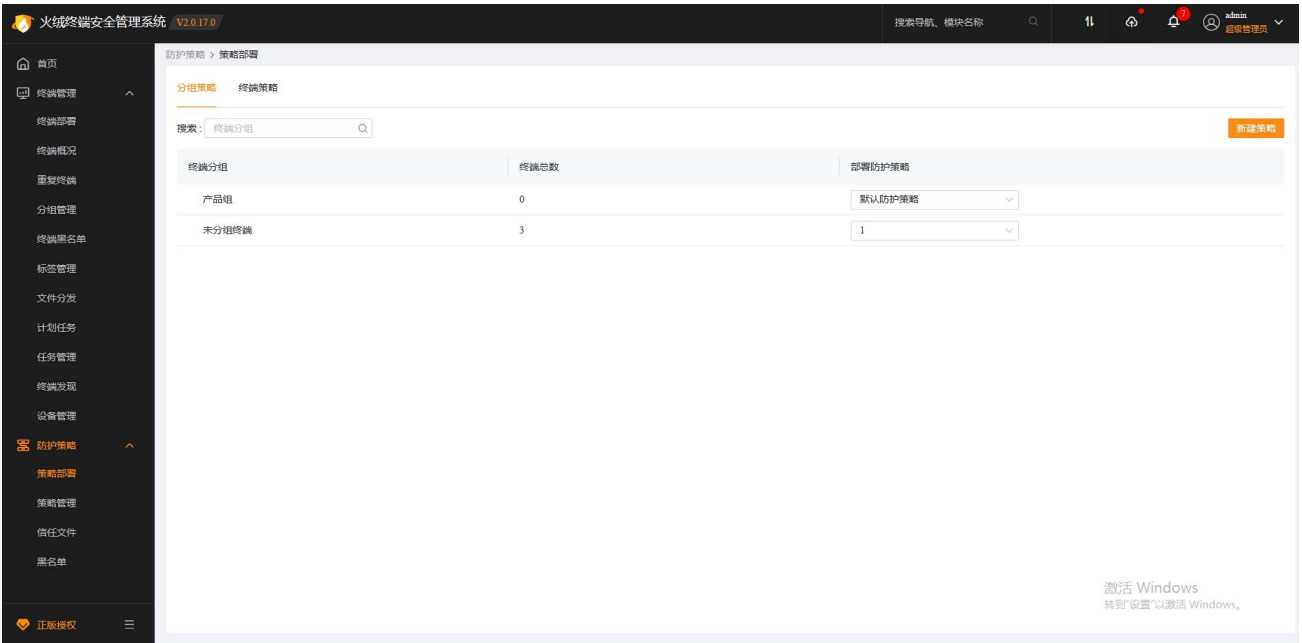 火绒终端安全管理系统 V2.0.17.0
搜索导航、模块名称
7
admin
超级管理员
首页
终端管理
终端部署
终端概况
重复终端
分组管理
终端黑名单
标签管理
文件分发
计划任务
任务管理
终端发现
设备管理
防护策略
策略部署
策略管理
信任文件
黑名单
正版授权
防护策略 > 策略部署
分组策略 终端策略
搜索： 终端分组
新建策略
终端分组 终端总数 部署防护策略
产品组 0 默认防护策略
未分组终端 3 1
激活 Windows
转到"设置"以激活 Windows。